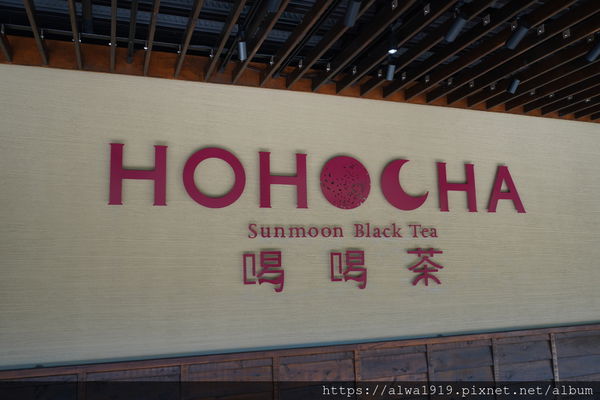 HOHOCHA
Sunmoon Black Tea
喝喝茶
https://alwa1919.pixnet.net/album